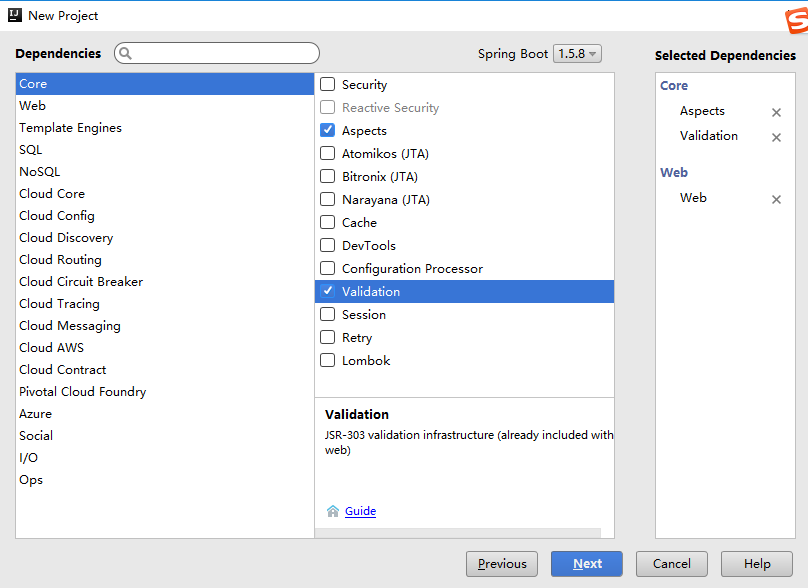 New Project
Dependencies
Spring Boot 1.5.8
Selected Dependencies
Core
Web
Template Engines
SQL
NoSQL
Cloud Core
Cloud Config
Cloud Discovery
Cloud Routing
Cloud Circuit Breaker
Cloud Tracing
Cloud Messaging
Cloud AWS
Cloud Contract
Pivotal Cloud Foundry
Azure
Social
I/O
Ops
Security
Reactive Security
Aspects
Atomikos (JTA)
Bitronix (JTA)
Narayana (JTA)
Cache
DevTools
Configuration Processor
Validation
Session
Retry
Lombok
Validation
JSR-303 validation infrastructure (already included with
web)
Guide
Core
Aspects
Validation
Web
Web
Previous
Next
Cancel
Help